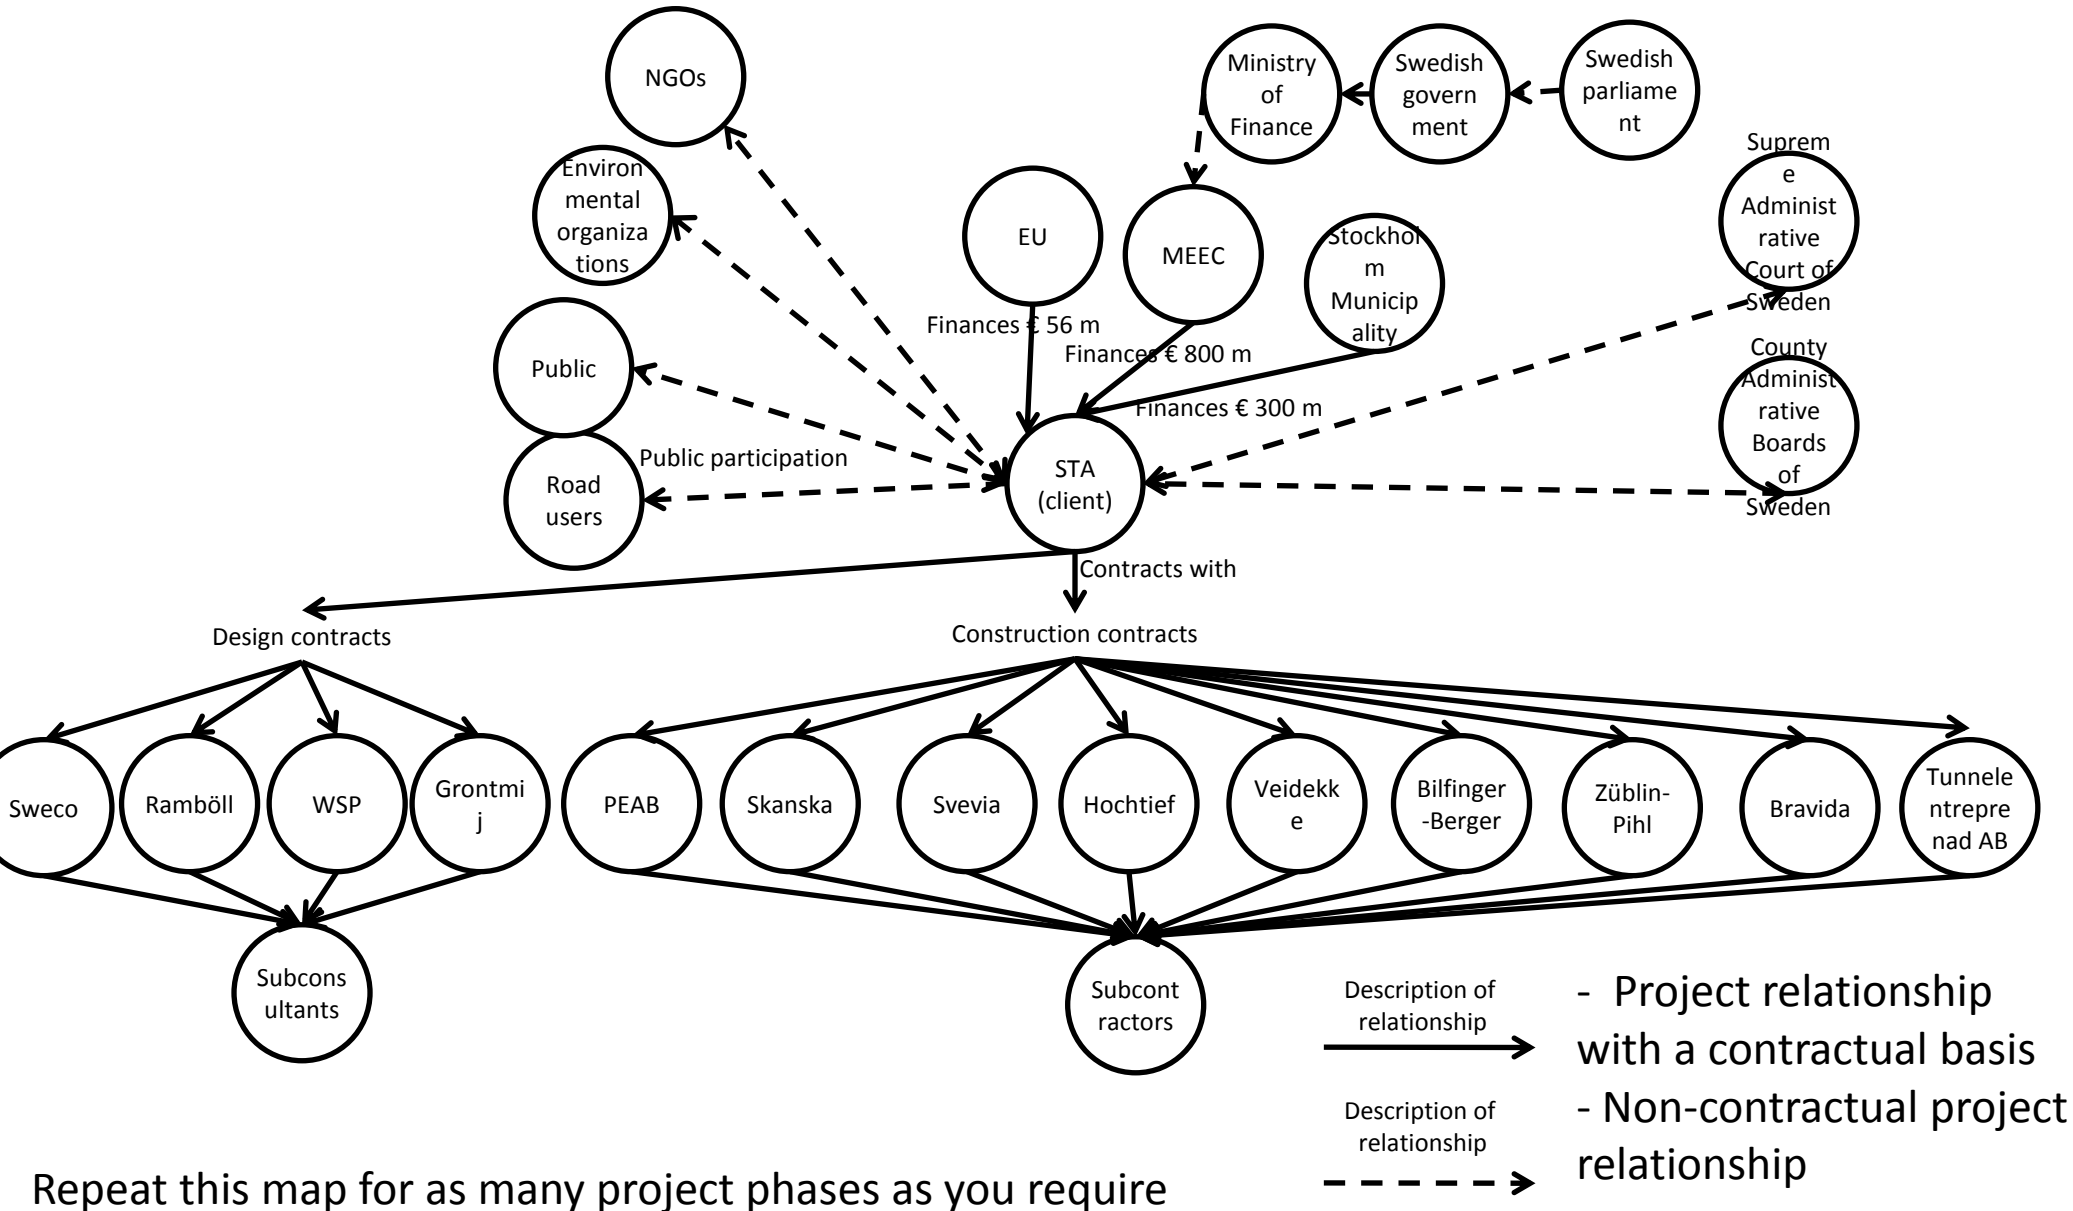 NGOs
Ministry
of
Finance
Swedish
govern
ment
Swedish
parliame
nt
Environ
mental
organiza
tions
EU
MEEC
Stockhol
m
Municip
ality
Suprem
e
Administ
rative
Court of
Sweden
Public
Finances € 56 m
Finances € 800 m
Finances € 300 m
County
Administ
rative
Boards
of
Sweden
Road
users
Public participation
STA
(client)
Contracts with
Design contracts
Construction contracts
Sweco
Ramböll
WSP
Grontmi
j
PEAB
Skanska
Svevia
Hochtief
Veidekk
e
Bilfinger
-Berger
Züblin-
Pihl
Bravida
Tunnele
ntrepre
nad AB
Subcons
ultants
Subcont
ractors
Description of
relationship
- Project relationship
with a contractual basis
Description of
relationship
- Non-contractual project
relationship
Repeat this map for as many project phases as you require